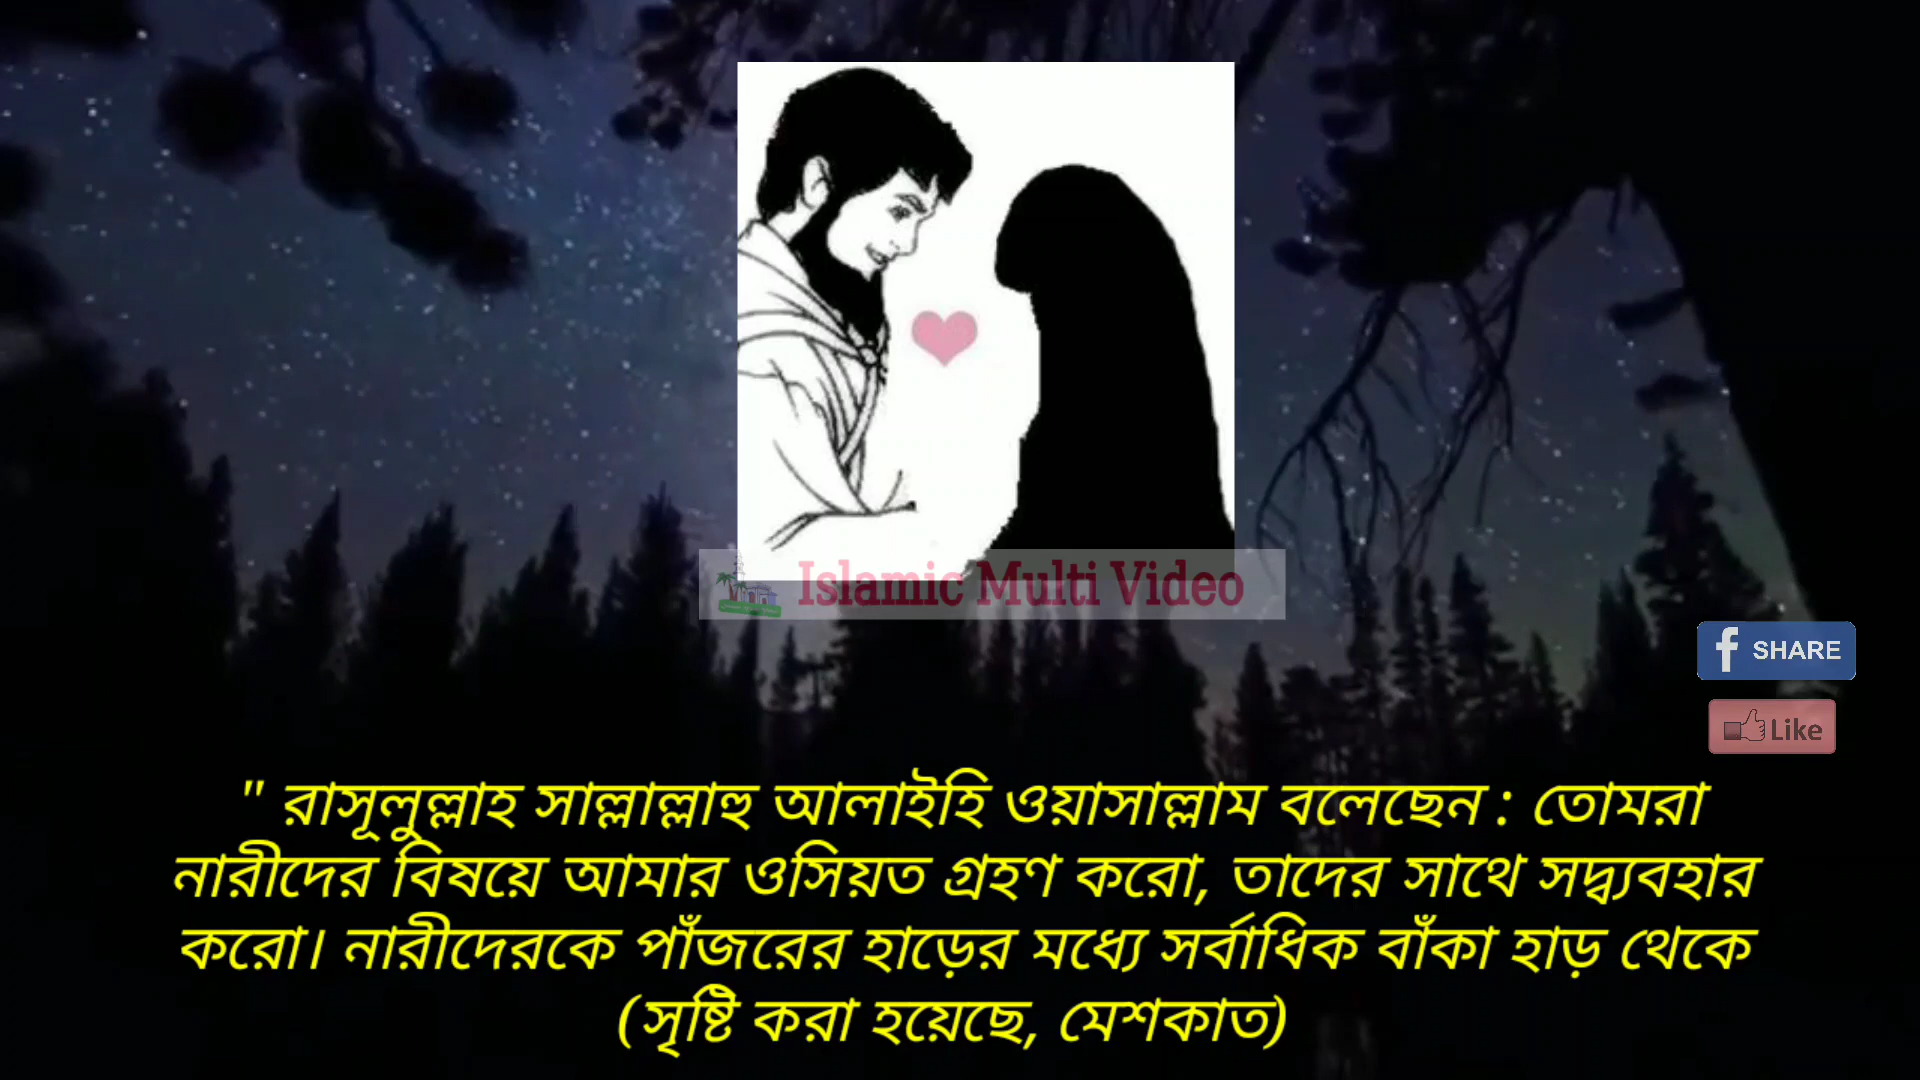 Islamic Multi Video
f SHARE
Like
" রাসূলুল্লাহ সাল্লাল্লাহু আলাইহি ওয়াসাল্লাম বলেছেন : তোমরা
নারীদের বিষয়ে আমার ওসিয়ত গ্রহণ করো, তাদের সাথে সদ্ব্যবহার
করো। নারীদেরকে পাঁজরের হাড়ের মধ্যে সর্বাধিক বাঁকা হাড় থেকে
(সৃষ্টি করা হয়েছে, মেশকাত)